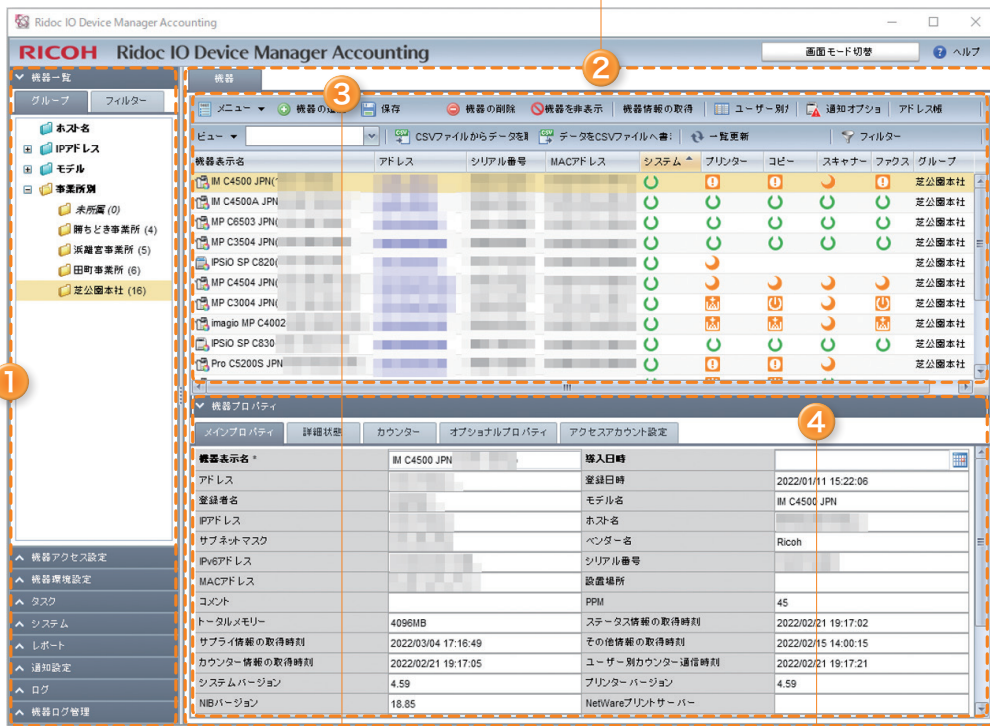 Ridoc IO Device Manager Accounting
RICOH Ridoc IO Device Manager Accounting 画面モード切替 ? ヘルプ
機器一覧
グループ フィルター
ホスト名
IPアドレス
モデル
事業所別
未所属 (0)
勝ちどき事業所 (4)
浜離宮事業所 (5)
田町事業所 (6)
芝公園本社 (16)
機器アクセス設定
機器環境設定
タスク
システム
レポート
通知設定
ログ
機器ログ管理
1
2
機器
3
メニュー 機器の追 保存 機器の削除 機器を非表示 機器情報の取得 ユーザー別ｶ 通知オプショ アドレス帳
ビュー CSVファイルからデータを データをCSVファイルへ書 一覧更新 フィルター
機器表示名 アドレス シリアル番号 MACアドレス システム プリンター コピー スキャナー ファクス グループ
IM C4500 JPN( 芝公園本社
IM C4500A JPN 芝公園本社
MP C6503 JPN( 芝公園本社
MP C3504 JPN( 芝公園本社
IPSiO SP C820( 芝公園本社
MP C4504 JPN( 芝公園本社
MP C3004 JPN( 芝公園本社
imagio MP C4002 芝公園本社
IPSiO SP C830 芝公園本社
Pro C5200S JPN 芝公園本社
機器プロパティ
4
メインプロパティ 詳細状態 カウンター オプショナルプロパティ アクセスアカウント設定
機器表示名 * IM C4500 JPN 導入日時
アドレス 登録日時 2022/01/11 15:22:06
登録者名 モデル名 IM C4500 JPN
IPアドレス ホスト名
サブネットマスク ベンダー名 Ricoh
IPv6アドレス シリアル番号
MACアドレス 設置場所
コメント PPM 45
トータルメモリー 4096MB ステータス情報の取得時刻 2022/02/21 19:17:02
サプライ情報の取得時刻 2022/03/04 17:16:49 その他情報の取得時刻 2022/02/15 14:00:15
カウンター情報の取得時刻 2022/02/21 19:17:05 ユーザー別カウンター通信時刻 2022/02/21 19:17:21
システムバージョン 4.59 プリンターバージョン 4.59
NIBバージョン 18.85 NetWareプリントサーバー